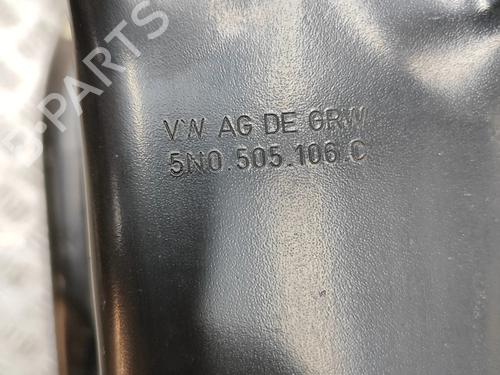 B-PARTS
VW AG DE GRW
5N0.505.106.C